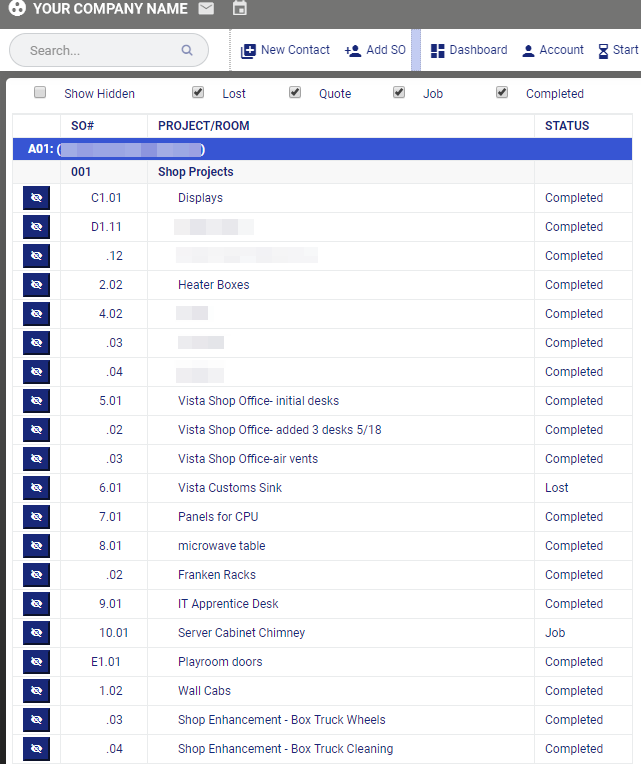 YOUR COMPANY NAME
Search... New Contact Add SO Dashboard Account Start
Show Hidden Lost Quote Job Completed
SO# PROJECT/ROOM STATUS
A01: ( )
001 Shop Projects
C1.01 Displays Completed
D1.11 Completed
.12 Completed
2.02 Heater Boxes Completed
4.02 Completed
.03 Completed
.04 Completed
5.01 Vista Shop Office- initial desks Completed
.02 Vista Shop Office- added 3 desks 5/18 Completed
.03 Vista Shop Office-air vents Completed
6.01 Vista Customs Sink Lost
7.01 Panels for CPU Completed
8.01 microwave table Completed
.02 Franken Racks Completed
9.01 IT Apprentice Desk Completed
10.01 Server Cabinet Chimney Job
E1.01 Playroom doors Completed
1.02 Wall Cabs Completed
.03 Shop Enhancement - Box Truck Wheels Completed
.04 Shop Enhancement - Box Truck Cleaning Completed